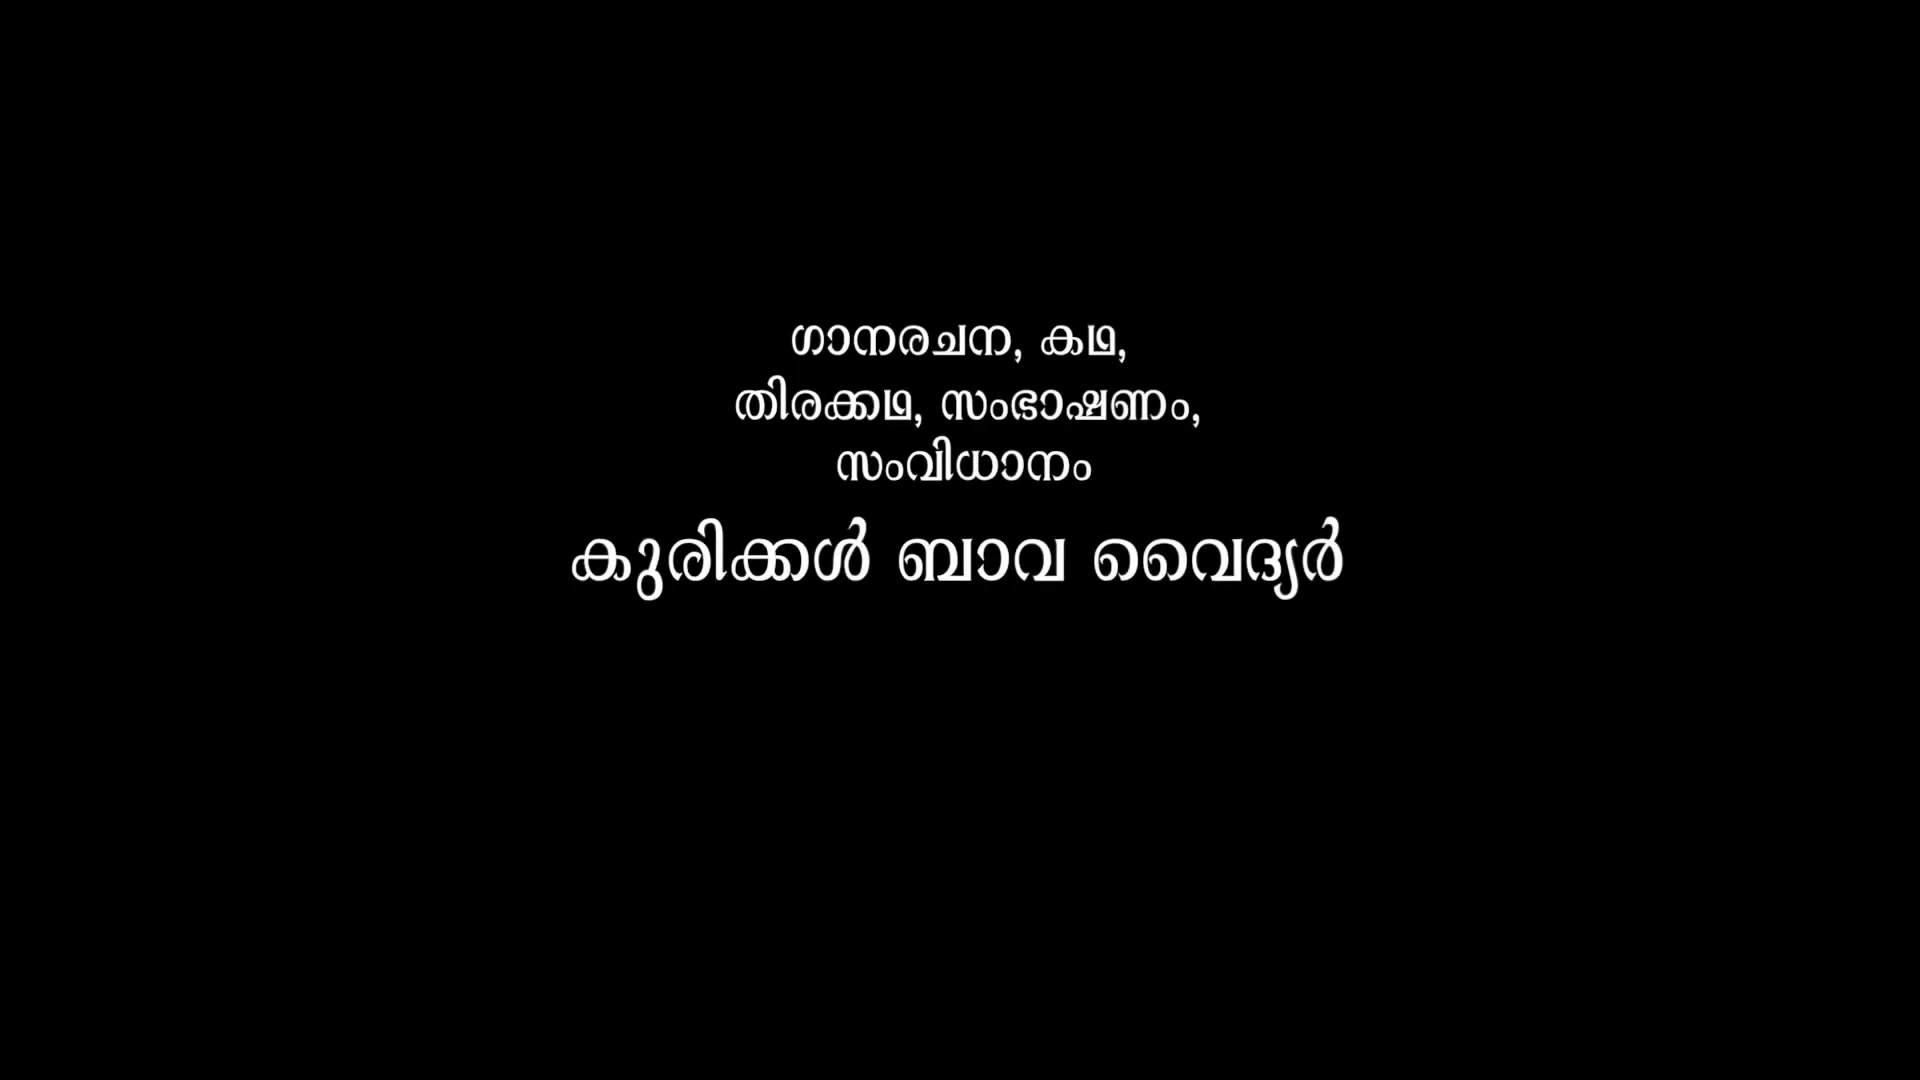 ഗാനരചന, കഥ,
തിരക്കഥ, സംഭാഷണം,
സംവിധാനം
കുരിക്കൾ ബാവ വൈദ്യർ